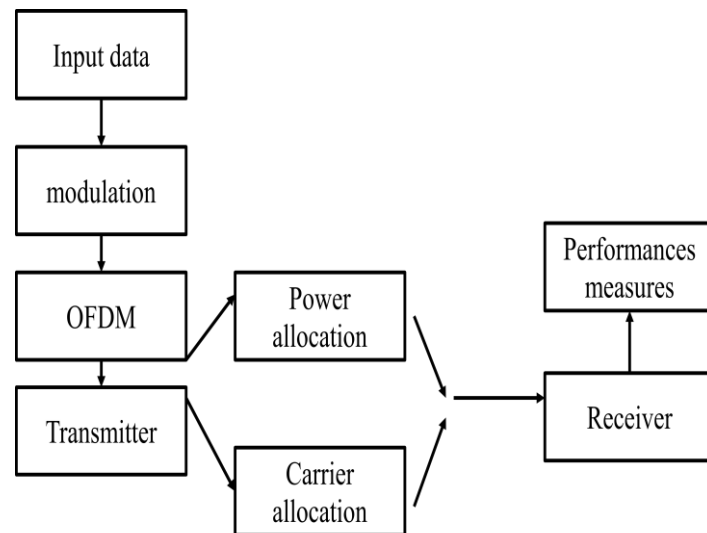 Input data
modulation
OFDM
Transmitter
Power
allocation
Carrier
allocation
Performances
measures
Receiver